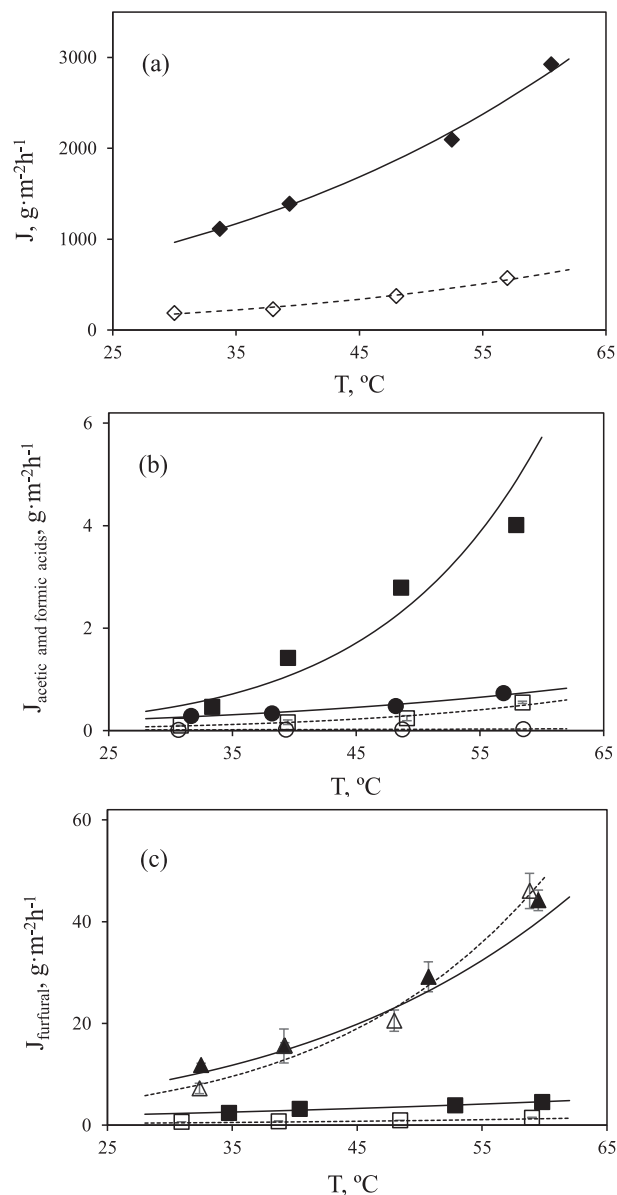 (a)
J, g·m⁻²h⁻¹
3000
2000
1000
0
25 35 45 55 65
T, ºC
(b)
J acetic amd formic acids, g·m⁻²h⁻¹
6
4
2
0
25 35 45 55 65
T, ºC
(c)
J furfural, g·m⁻²h⁻¹
60
40
20
0
25 35 45 55 65
T, ºC